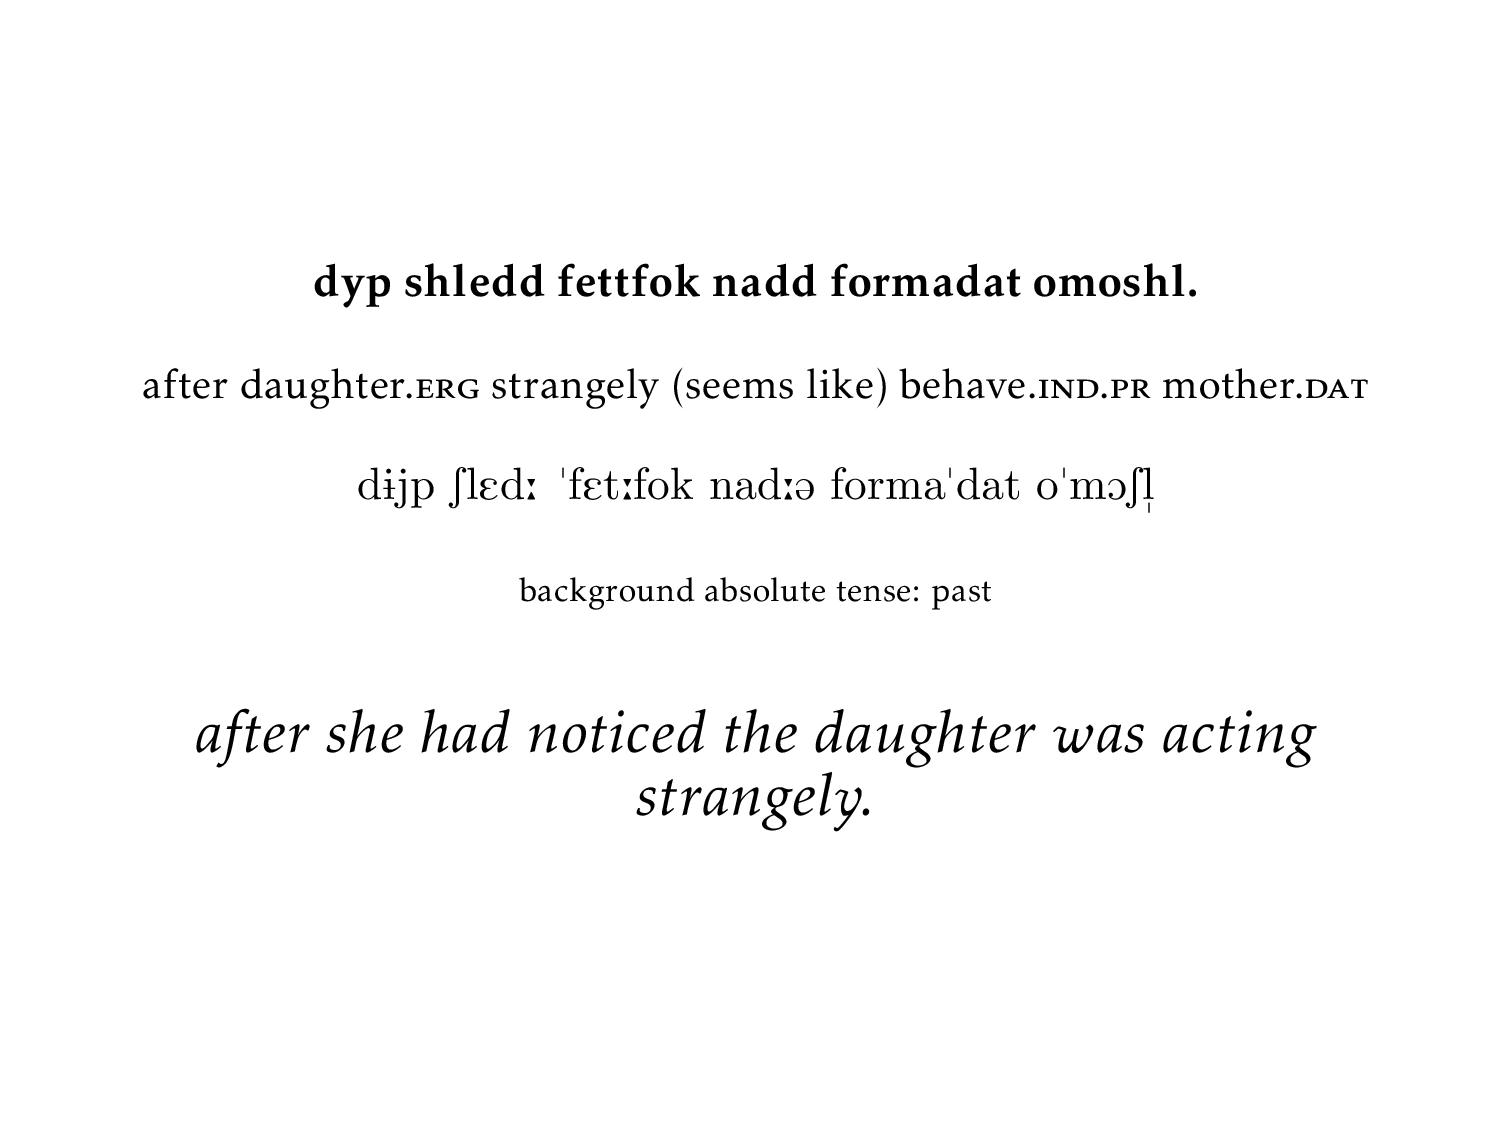 dyp shledd fettfok nadd formadat omoshl.
after daughter.ERG strangely (seems like) behave.IND.PR mother.DAT
dɨjp ʃlɛdː ˈfɛtːfok nadːə formaˈdat oˈmɔʃl̩
background absolute tense: past
after she had noticed the daughter was acting
strangely.